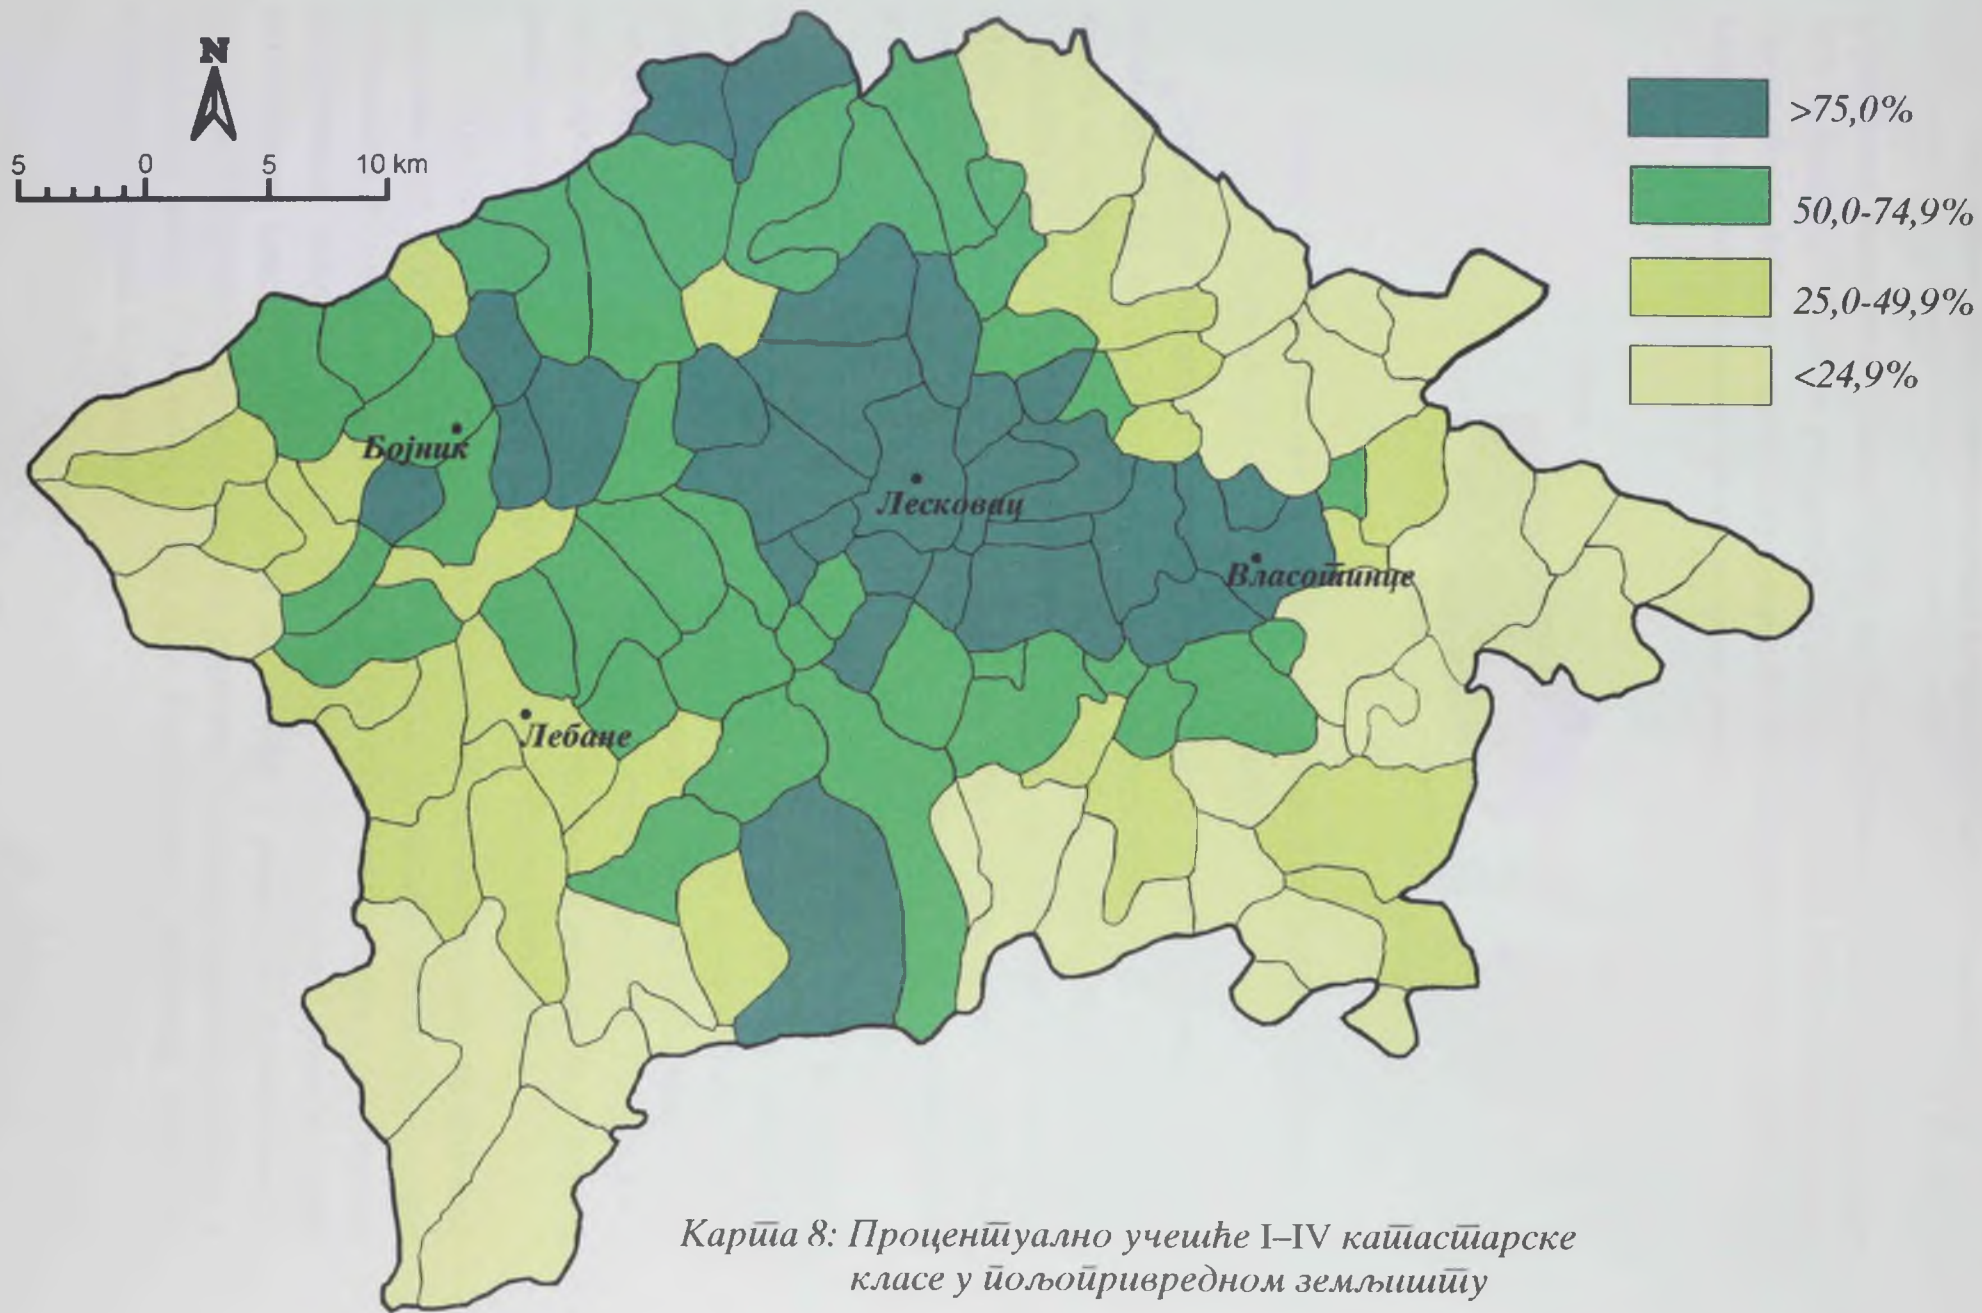 N
5 0 5 10 km
>75,0%
50,0-74,9%
25,0-49,9%
<24,9%
Бојник
Лесковац
Власотинце
Лебане
Карта 8: Процентуално учешће I–IV катастарске
класе у пољопривредном земљишту